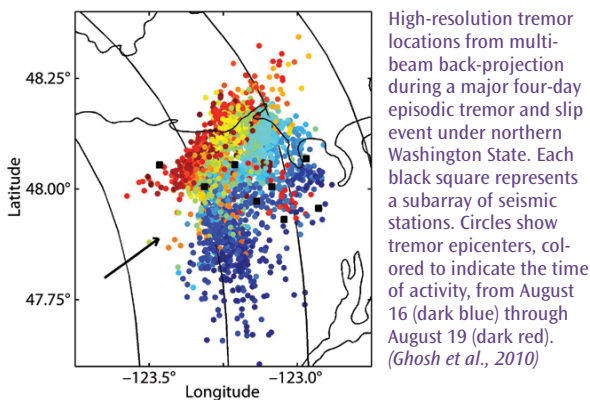 High-resolution tremor
locations from multi-
beam back-projection
during a major four-day
episodic tremor and slip
event under northern
Washington State. Each
black square represents
a subarray of seismic
stations. Circles show
tremor epicenters, col-
ored to indicate the time
of activity, from August
16 (dark blue) through
August 19 (dark red).
(Ghosh et al., 2010)
Latitude
48.25°
48.00°
47.75°
−123.5° −123.0°
Longitude